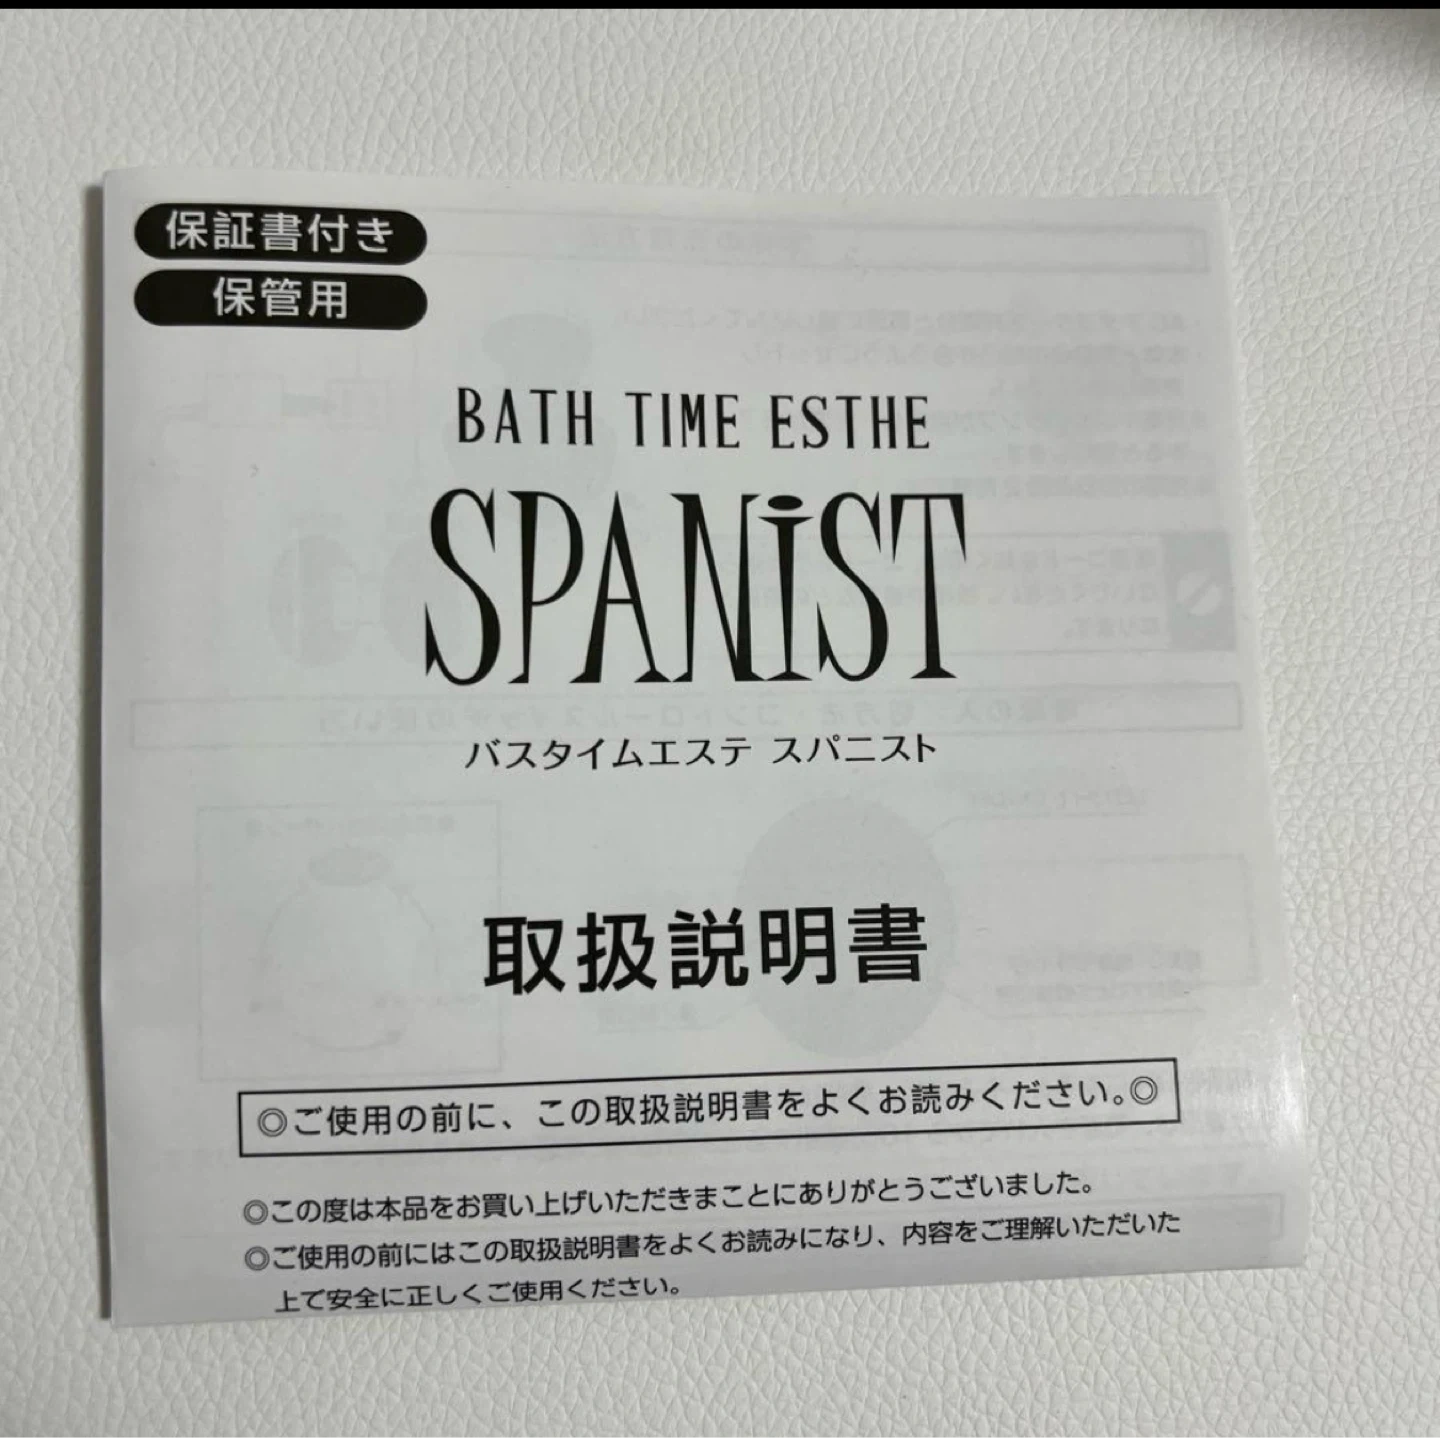 保証書付き
保管用
BATH TIME ESTHE
SPANiST
バスタイムエステ スパニスト
取扱説明書
◎ご使用の前に、この取扱説明書をよくお読みください。◎
◎この度は本品をお買い上げいただきまことにありがとうございました。
◎ご使用の前にはこの取扱説明書をよくお読みになり、内容をご理解いただいた
上で安全に正しくご使用ください。